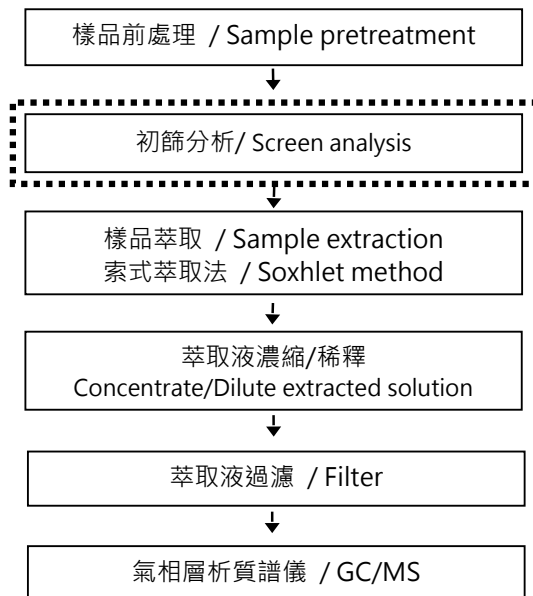 樣品前處理 / Sample pretreatment
初篩分析/ Screen analysis
樣品萃取 / Sample extraction
索式萃取法 / Soxhlet method
萃取液濃縮/稀釋
Concentrate/Dilute extracted solution
萃取液過濾 / Filter
氣相層析質譜儀 / GC/MS